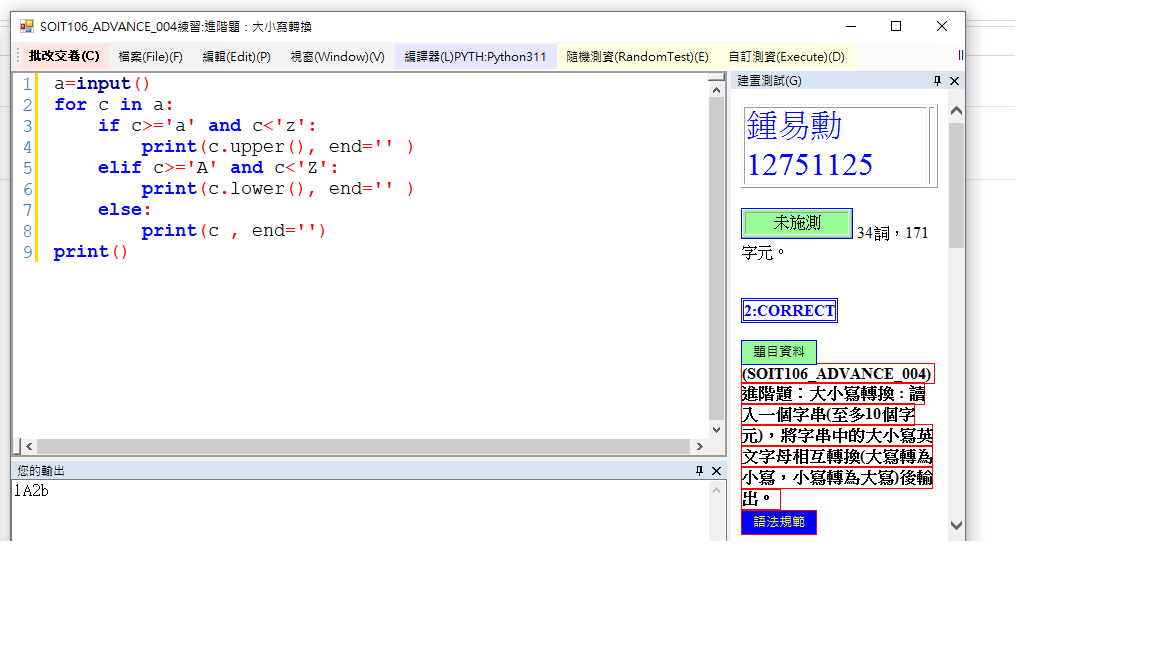 SOIT106_ADVANCE_004練習:進階題：大小寫轉換
批改交卷(C) 檔案(File)(F) 編輯(Edit)(P) 視窗(Window)(V) 編譯器(L)PYTH:Python311 隨機測資(RandomTest)(E) 自訂測資(Execute)(D)
1 a=input()
2 for c in a:
3     if c>='a' and c<'z':
4         print(c.upper(), end='' )
5     elif c>='A' and c<'Z':
6         print(c.lower(), end='' )
7     else:
8         print(c , end='')
9 print()
您的輸出
1A2b
建置測試(G)
鍾易勳
12751125
未施測 34詞，171
字元。
2:CORRECT
題目資料
(SOIT106_ADVANCE_004)
進階題：大小寫轉換 : 讀
入一個字串(至多10個字
元)，將字串中的大小寫英
文字母相互轉換(大寫轉為
小寫，小寫轉為大寫)後輸
出。
語法規範